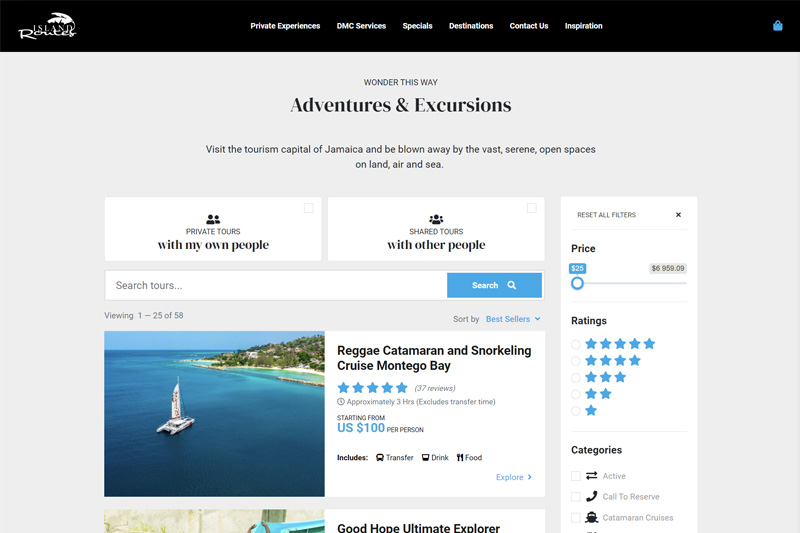 ISLAND
Routes
Private Experiences
DMC Services
Specials
Destinations
Contact Us
Inspiration
WONDER THIS WAY
Adventures & Excursions
Visit the tourism capital of Jamaica and be blown away by the vast, serene, open spaces
on land, air and sea.
PRIVATE TOURS
with my own people
SHARED TOURS
with other people
Search tours...
Search
Viewing 1 — 25 of 58
Sort by Best Sellers
Reggae Catamaran and Snorkeling
Cruise Montego Bay
(37 reviews)
Approximately 3 Hrs (Excludes transfer time)
STARTING FROM
US $100 PER PERSON
Includes: Transfer Drink Food
Explore
Good Hope Ultimate Explorer
RESET ALL FILTERS
Price
$25
$6 959.09
Ratings
Categories
Active
Call To Reserve
Catamaran Cruises